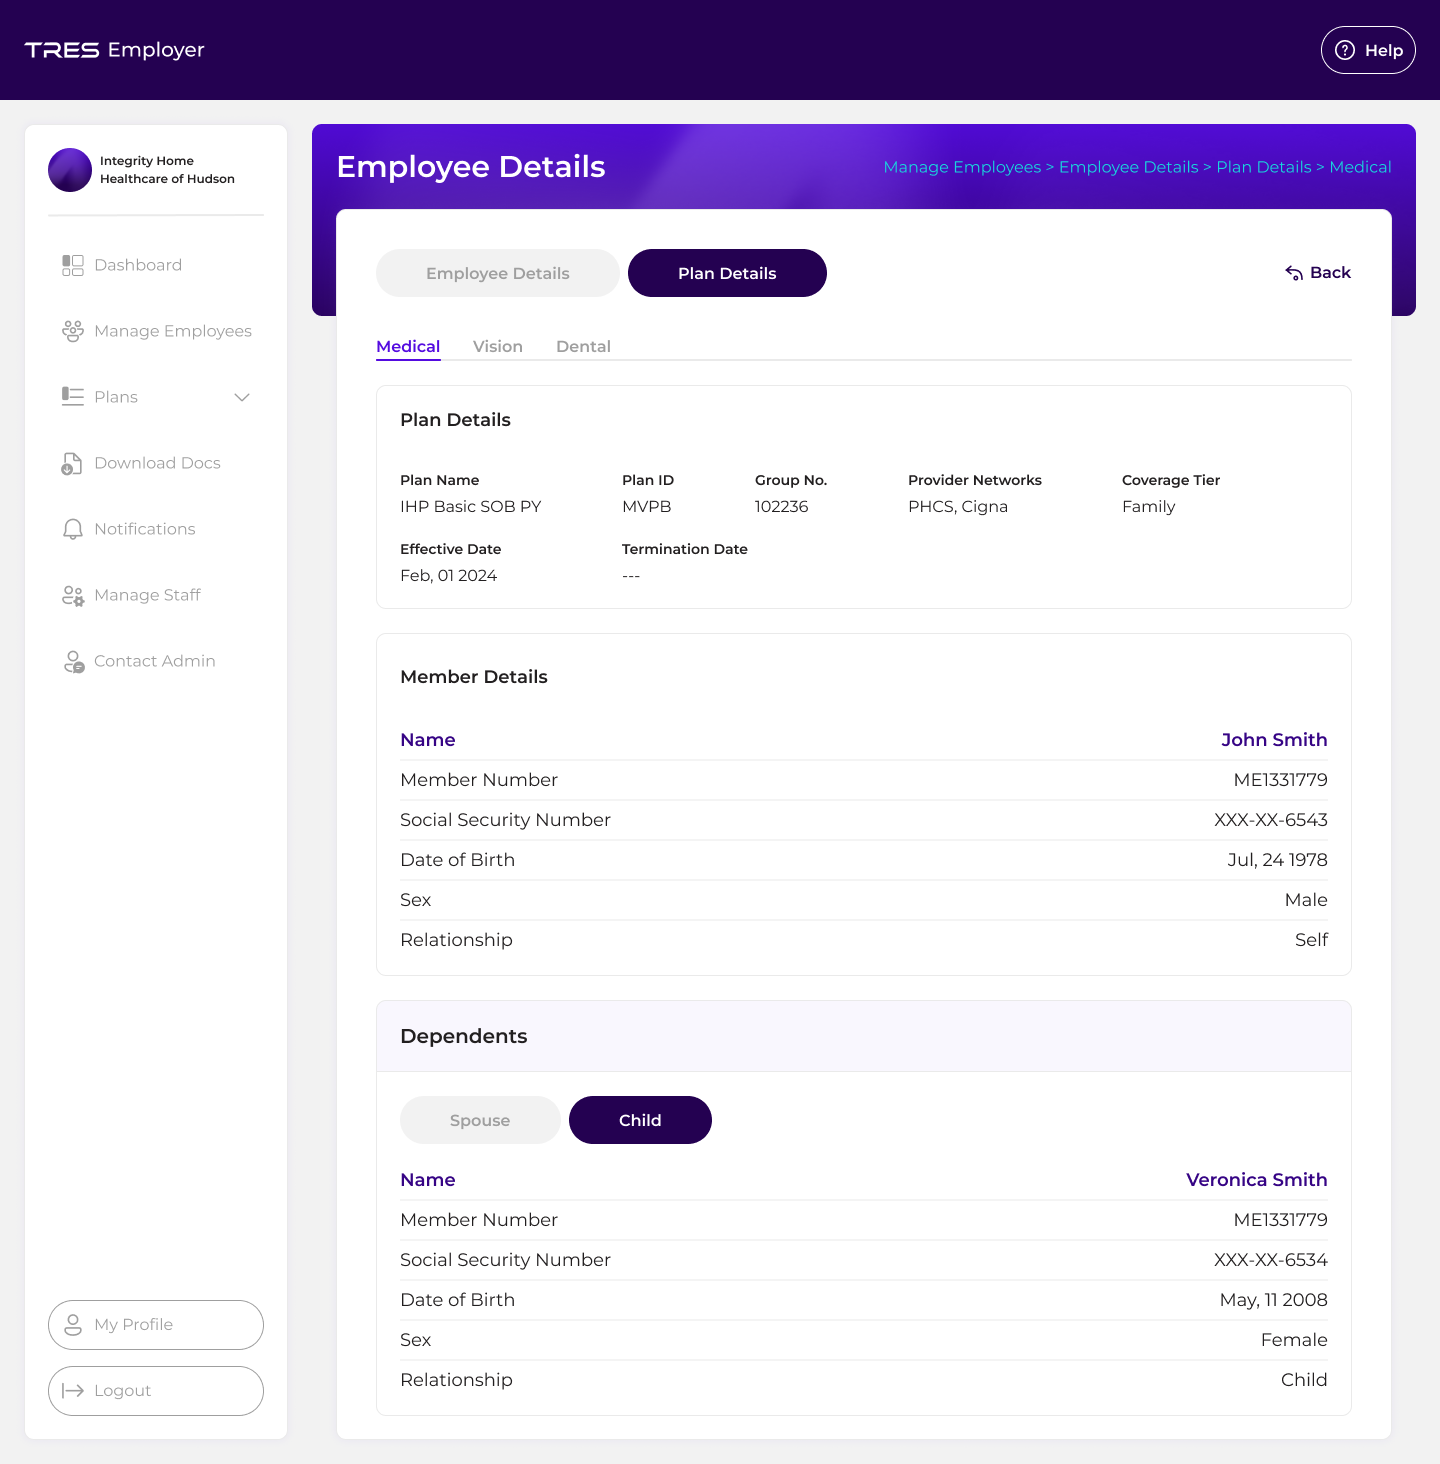 TRES Employer
Help
Integrity Home
Healthcare of Hudson
Dashboard
Manage Employees
Plans
Download Docs
Notifications
Manage Staff
Contact Admin
My Profile
Logout
Employee Details
Manage Employees > Employee Details > Plan Details > Medical
Employee Details Plan Details Back
Medical Vision Dental
Plan Details
Plan Name Plan ID Group No. Provider Networks Coverage Tier
IHP Basic SOB PY MVPB 102236 PHCS, Cigna Family
Effective Date Termination Date
Feb, 01 2024 ---
Member Details
Name John Smith
Member Number ME1331779
Social Security Number XXX-XX-6543
Date of Birth Jul, 24 1978
Sex Male
Relationship Self
Dependents
Spouse Child
Name Veronica Smith
Member Number ME1331779
Social Security Number XXX-XX-6534
Date of Birth May, 11 2008
Sex Female
Relationship Child